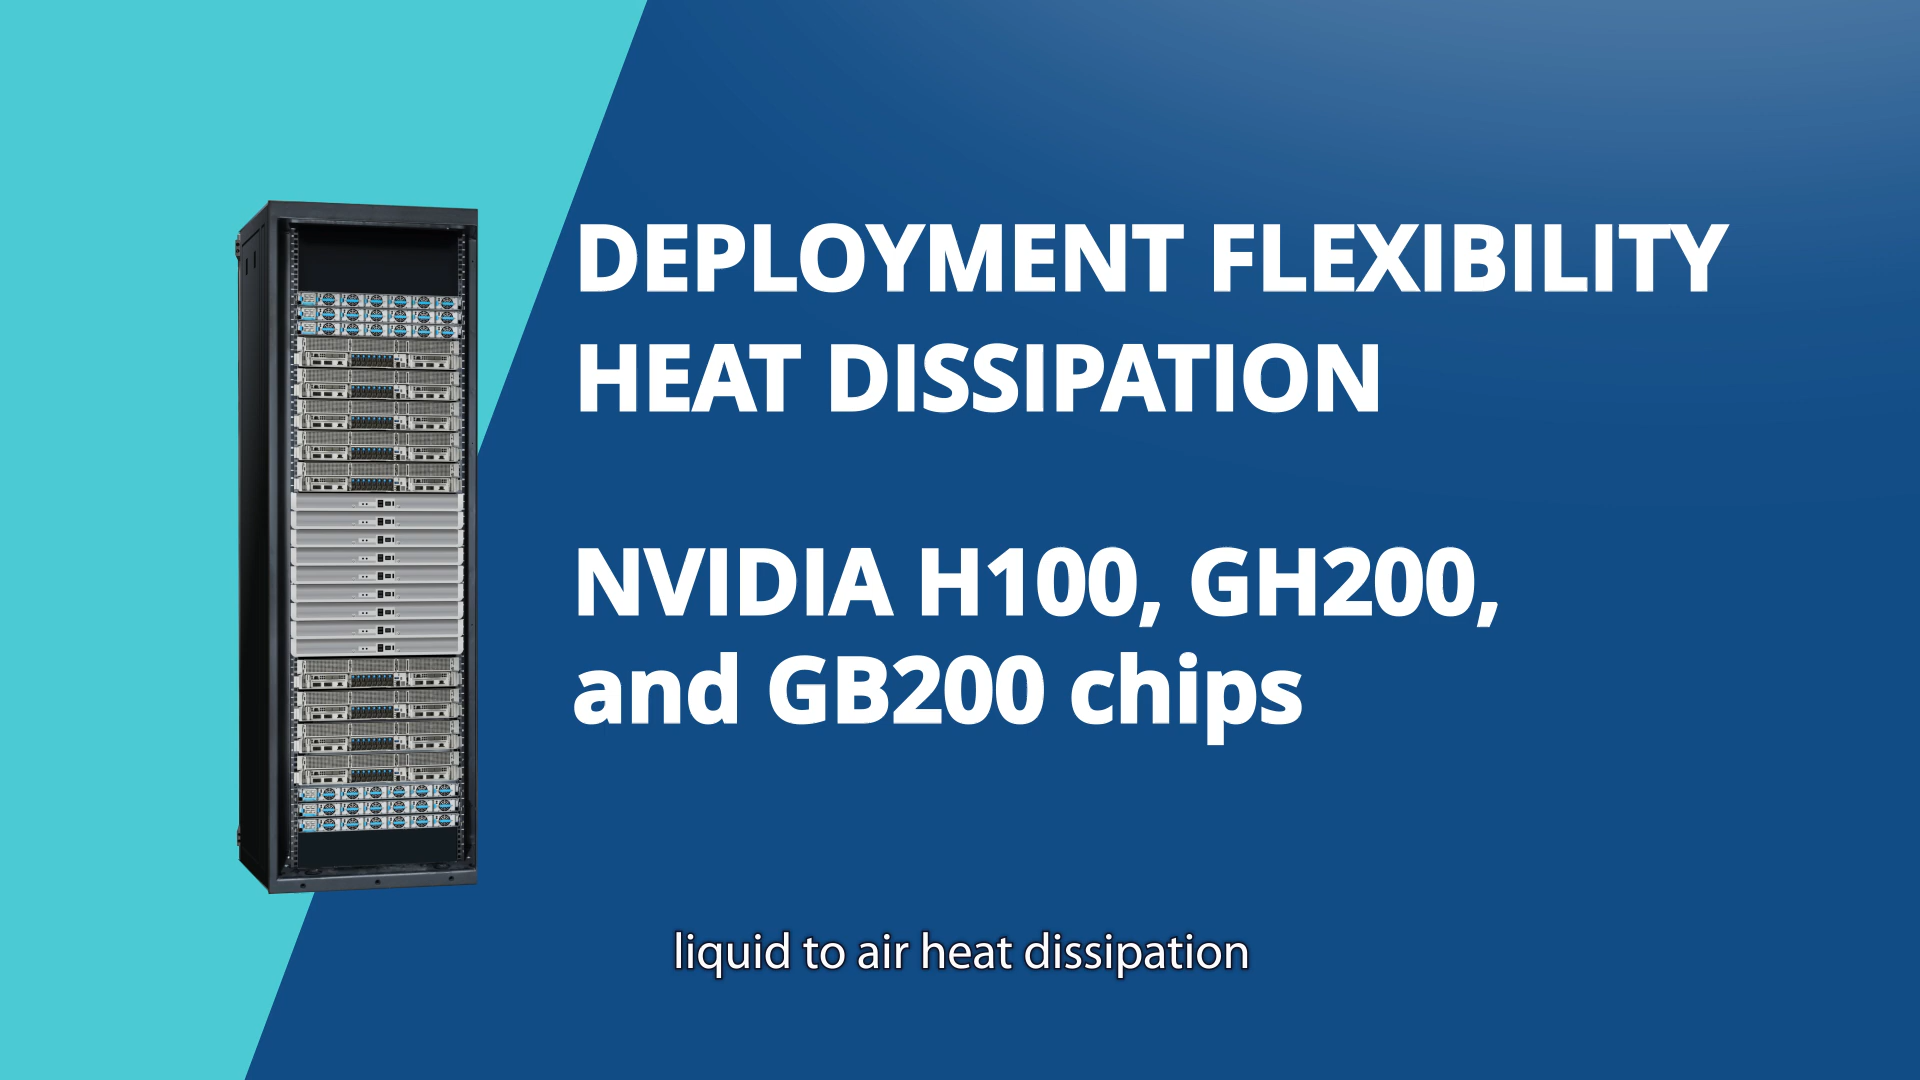 DEPLOYMENT FLEXIBILITY
HEAT DISSIPATION
NVIDIA H100, GH200,
and GB200 chips
liquid to air heat dissipation